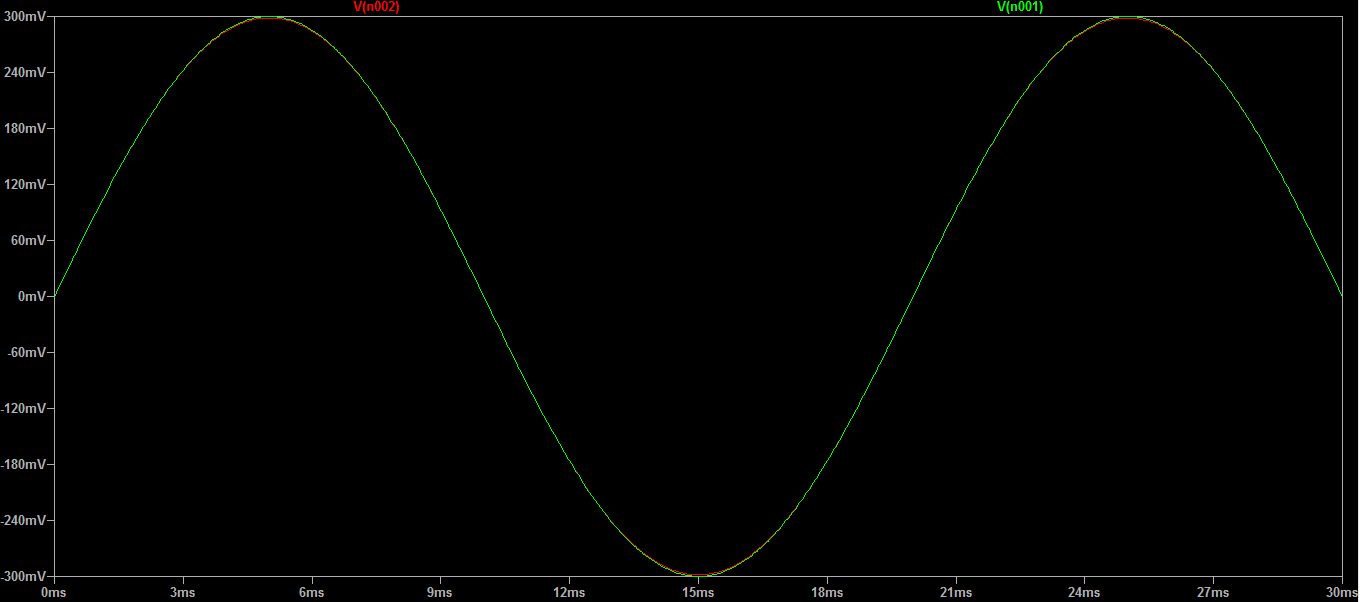 V(n002) V(n001)
300mV
240mV
180mV
120mV
60mV
0mV
-60mV
-120mV
-180mV
-240mV
-300mV
0ms 3ms 6ms 9ms 12ms 15ms 18ms 21ms 24ms 27ms 30ms